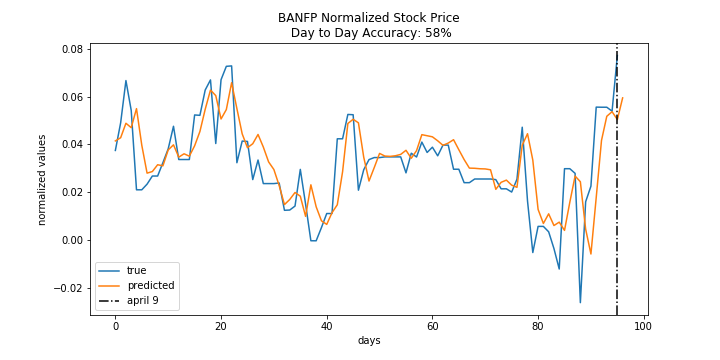 BANFP Normalized Stock Price
Day to Day Accuracy: 58%
normalized values
0.08
0.06
0.04
0.02
0.00
−0.02
true
predicted
april 9
0
20
40
60
80
100
days